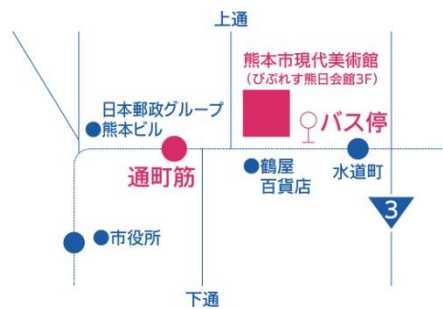 上通
熊本市現代美術館
（びぷれす熊日会館3F）
日本郵政グループ
熊本ビル
バス停
通町筋
鶴屋
百貨店
水道町
3
市役所
下通